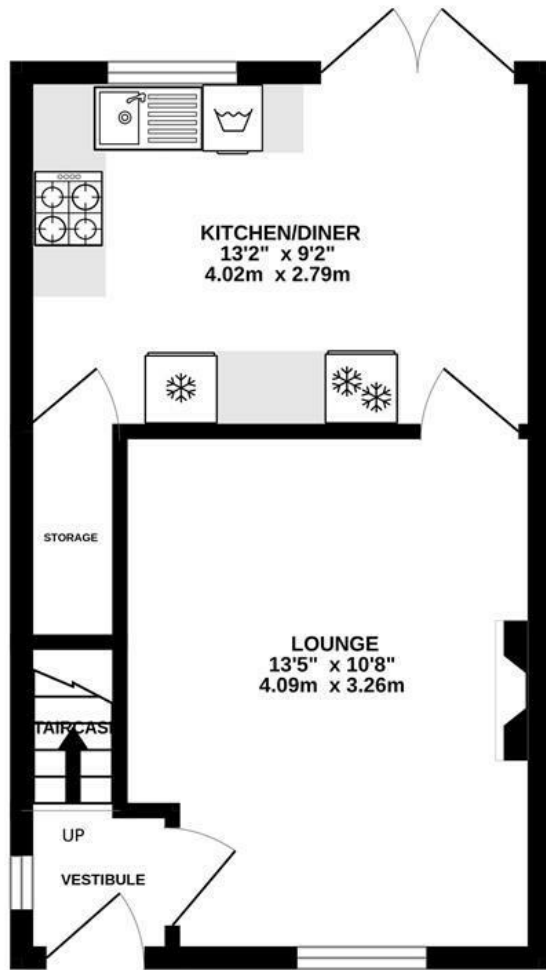 KITCHEN/DINER
13'2" x 9'2"
4.02m x 2.79m
STORAGE
LOUNGE
13'5" x 10'8"
4.09m x 3.26m
TAIRCAS
UP
VESTIBULE